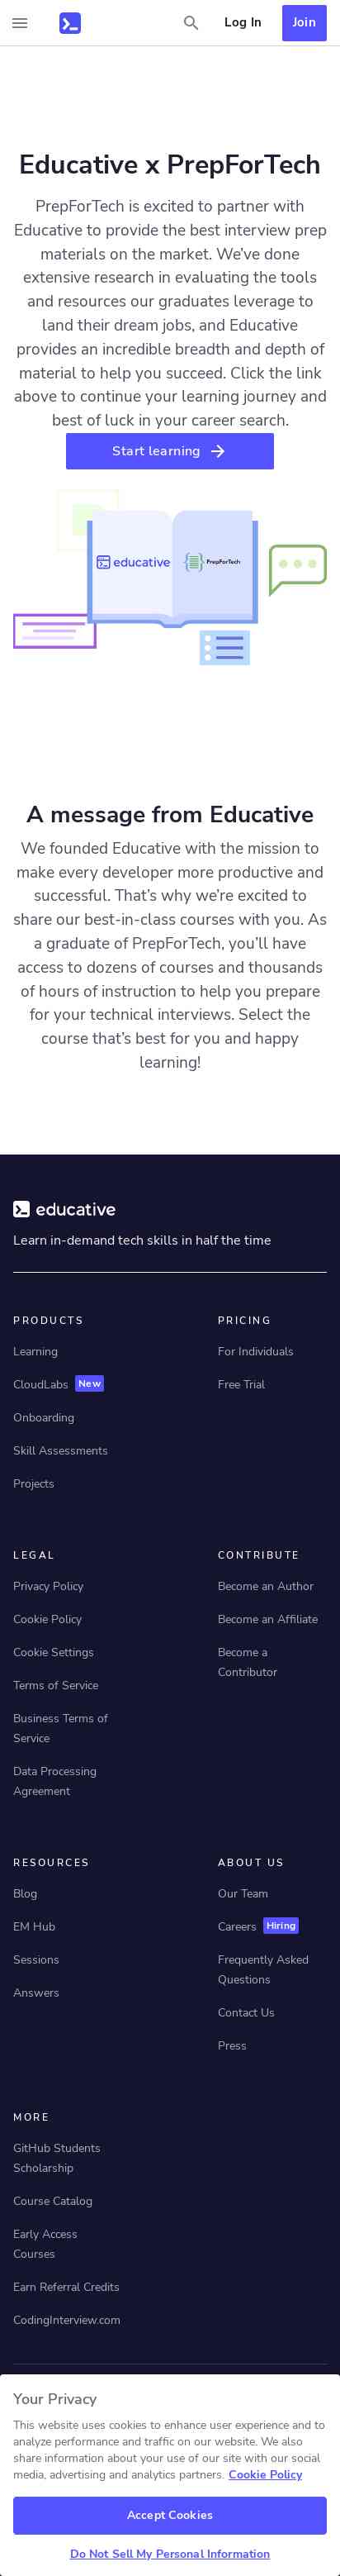 Log In
Join
Educative x PrepForTech
PrepForTech is excited to partner with
Educative to provide the best interview prep
materials on the market. We’ve done
extensive research in evaluating the tools
and resources our graduates leverage to
land their dream jobs, and Educative
provides an incredible breadth and depth of
material to help you succeed. Click the link
above to continue your learning journey and
best of luck in your career search.
Start learning
educative
PrepForTech
A message from Educative
We founded Educative with the mission to
make every developer more productive and
successful. That’s why we’re excited to
share our best-in-class courses with you. As
a graduate of PrepForTech, you’ll have
access to dozens of courses and thousands
of hours of instruction to help you prepare
for your technical interviews. Select the
course that’s best for you and happy
learning!
educative
Learn in-demand tech skills in half the time
PRODUCTS
Learning
CloudLabs New
Onboarding
Skill Assessments
Projects
PRICING
For Individuals
Free Trial
LEGAL
Privacy Policy
Cookie Policy
Cookie Settings
Terms of Service
Business Terms of
Service
Data Processing
Agreement
CONTRIBUTE
Become an Author
Become an Affiliate
Become a
Contributor
RESOURCES
Blog
EM Hub
Sessions
Answers
ABOUT US
Our Team
Careers Hiring
Frequently Asked
Questions
Contact Us
Press
MORE
GitHub Students
Scholarship
Course Catalog
Early Access
Courses
Earn Referral Credits
CodingInterview.com
Your Privacy
This website uses cookies to enhance user experience and to
analyze performance and traffic on our website. We also
share information about your use of our site with our social
media, advertising and analytics partners. Cookie Policy
Accept Cookies
Do Not Sell My Personal Information